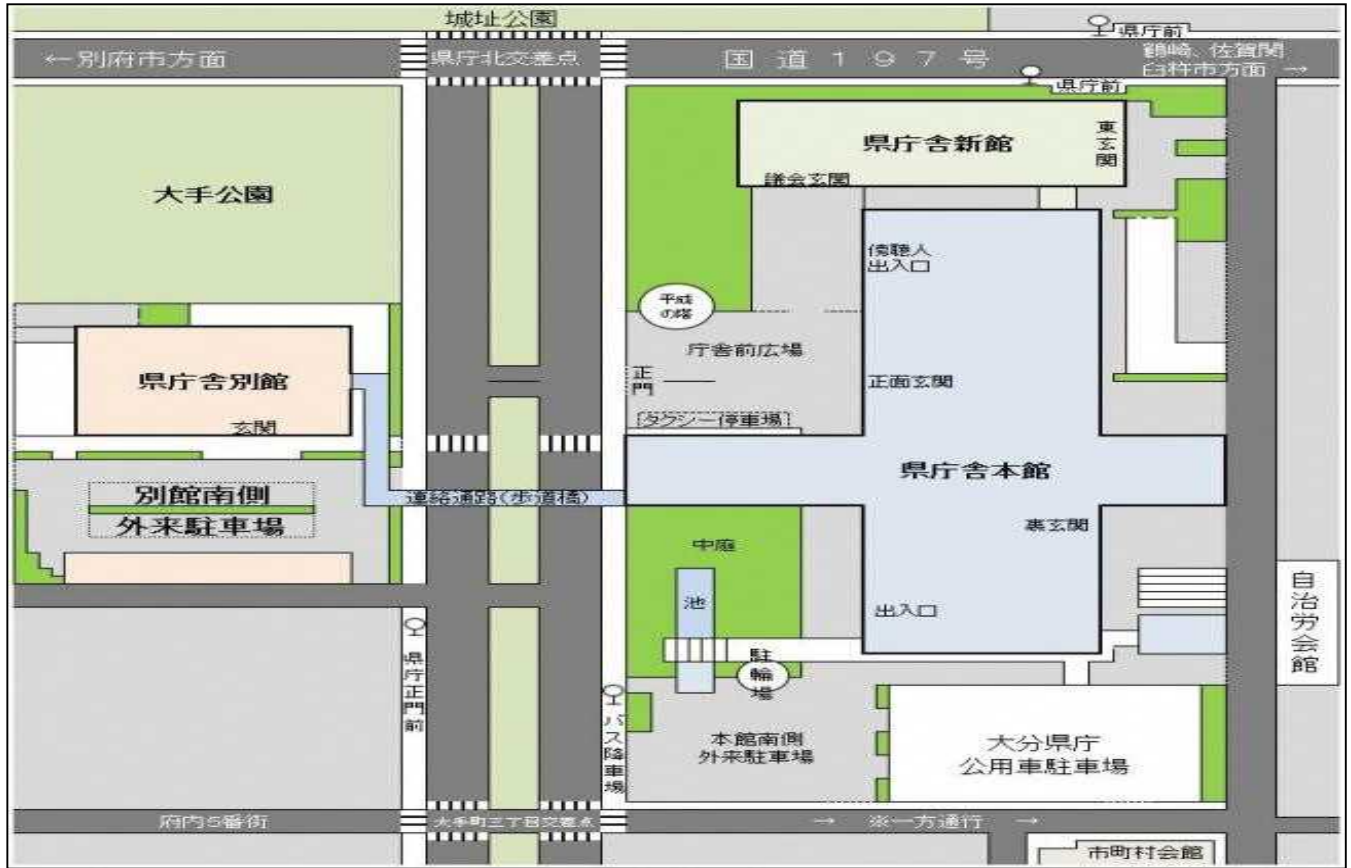 城址公園
県庁前
←別府市方面
県庁北交差点
国道197号
鶴崎、佐賀関
臼杵市方面 →
県庁前
大手公園
県庁舎新館
東玄関
議会玄関
傍聴人
出入口
平成
の塔
庁舎前広場
県庁舎別館
正門
正面玄関
玄関
タクシー停車場
県庁舎本館
別館南側
外来駐車場
連絡通路(歩道橋)
裏玄関
中庭
池
出入口
自治労会館
県庁正門前
駐輪場
バス降車場
本館南側
外来駐車場
大分県庁
公用車駐車場
府内5番街
大手町三丁目交差点
→ ※一方通行 →
市町村会館